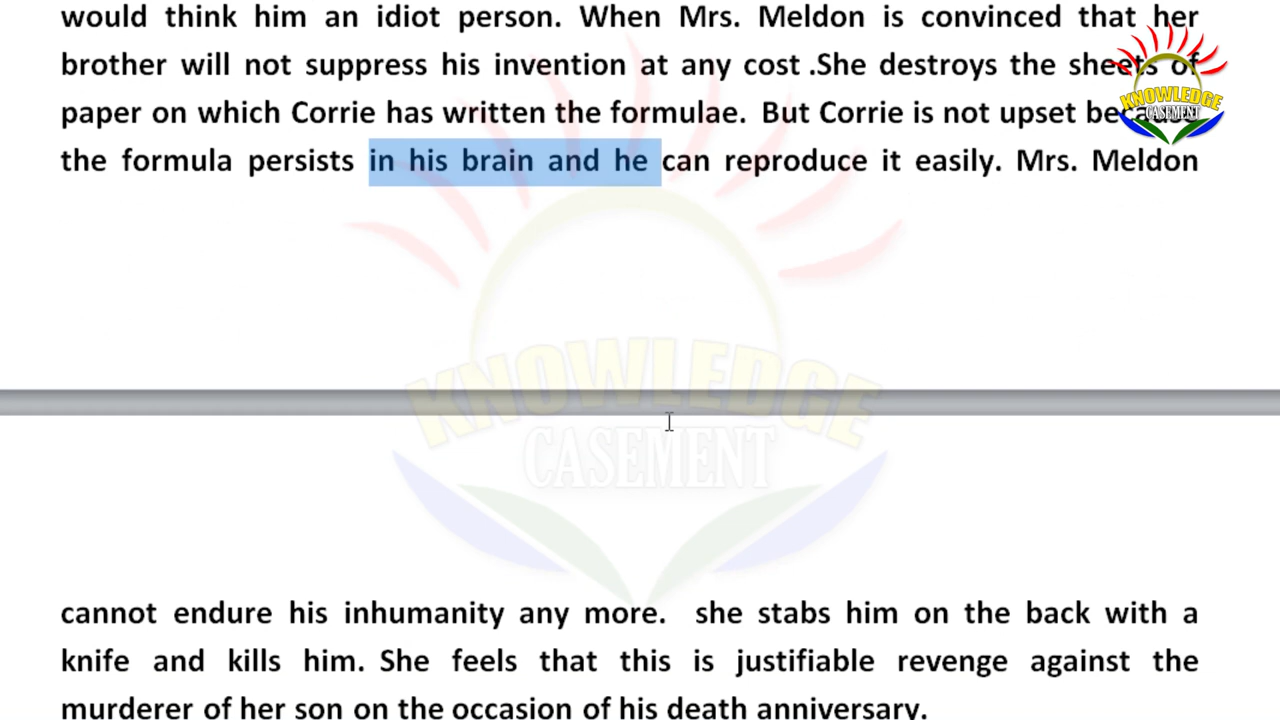 would think him an idiot person. When Mrs. Meldon is convinced that her
brother will not suppress his invention at any cost .She destroys the sheets of
paper on which Corrie has written the formulae. But Corrie is not upset because
the formula persists in his brain and he can reproduce it easily. Mrs. Meldon
KNOWLEDGE
CASEMENT
KNOWLEDGE
CASEMENT
cannot endure his inhumanity any more. she stabs him on the back with a
knife and kills him. She feels that this is justifiable revenge against the
murderer of her son on the occasion of his death anniversary.